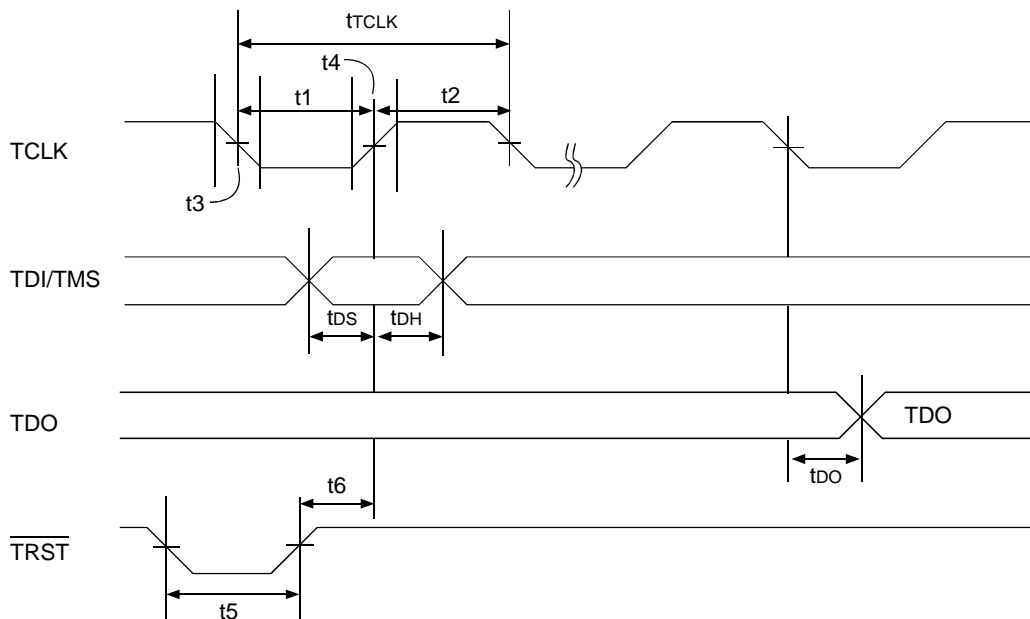 tTCLK
t4
t1
t2
TCLK
t3
TDI/TMS
tDS
tDH
TDO
TDO
tDO
t6
TRST
t5